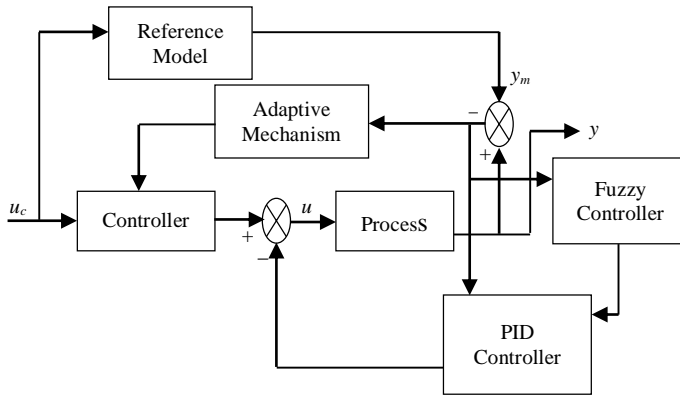 Reference
Model
y_m
Adaptive
Mechanism
−
+
y
Fuzzy
Controller
u_c
Controller
+
−
u
ProcesS
PID
Controller